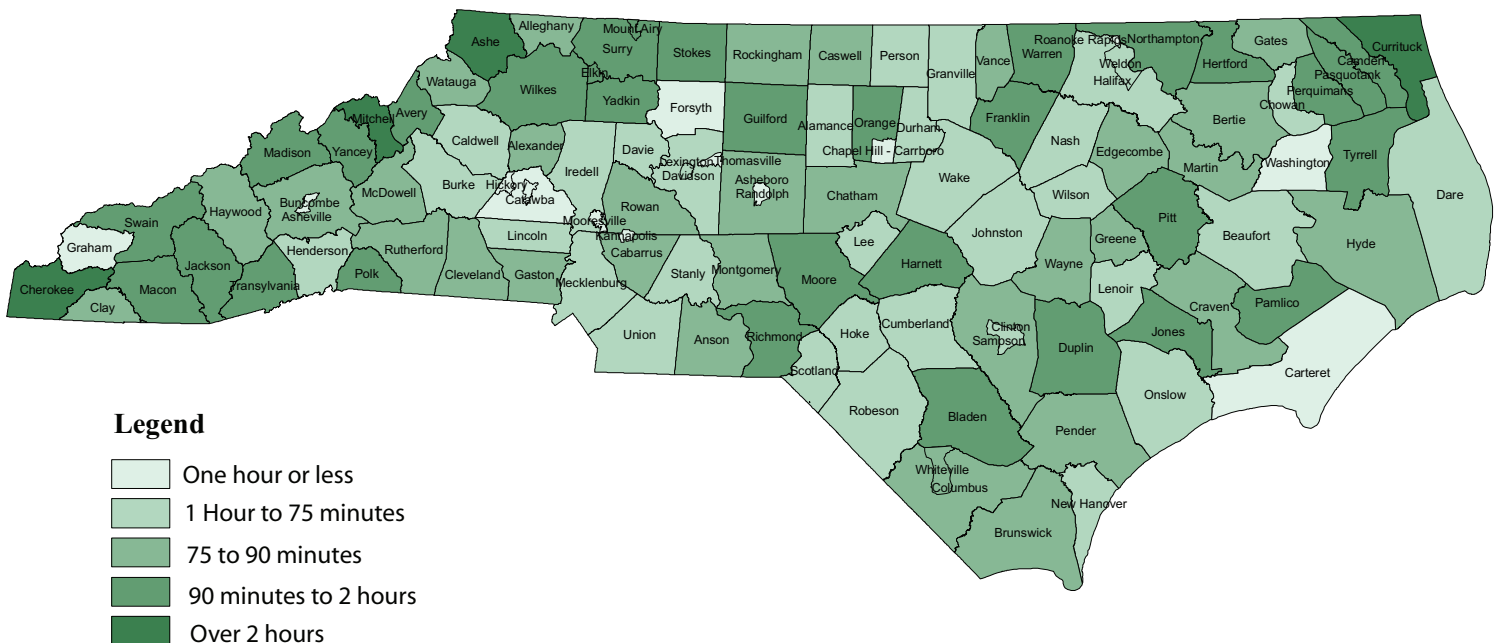 Ashe
Alleghany
Mount Airy
Surry
Stokes
Rockingham
Caswell
Person
Granville
Vance
Warren
Roanoke Rapids
Northampton
Weldon
Halifax
Hertford
Gates
Currituck
Camden
Pasquotank
Perquimans
Chowan
Watauga
Wilkes
Elkin
Yadkin
Forsyth
Guilford
Alamance
Orange
Durham
Chapel Hill - Carrboro
Franklin
Nash
Edgecombe
Martin
Bertie
Washington
Tyrrell
Dare
Mitchell
Avery
Yancey
Madison
Caldwell
Alexander
Iredell
Davie
Lexington
Thomasville
Davidson
Asheboro
Randolph
Chatham
Wake
Wilson
Pitt
Beaufort
Hyde
Swain
Haywood
Buncombe
Asheville
McDowell
Burke
Hickory
Catawba
Mooresville
Rowan
Kannapolis
Cabarrus
Lincoln
Graham
Jackson
Henderson
Rutherford
Polk
Cleveland
Gaston
Mecklenburg
Stanly
Montgomery
Moore
Lee
Harnett
Johnston
Wayne
Greene
Lenoir
Craven
Pamlico
Cherokee
Clay
Macon
Transylvania
Union
Anson
Richmond
Hoke
Cumberland
Clinton
Sampson
Duplin
Jones
Carteret
Scotland
Robeson
Bladen
Pender
Onslow
Whiteville
Columbus
New Hanover
Brunswick
Legend
One hour or less
1 Hour to 75 minutes
75 to 90 minutes
90 minutes to 2 hours
Over 2 hours